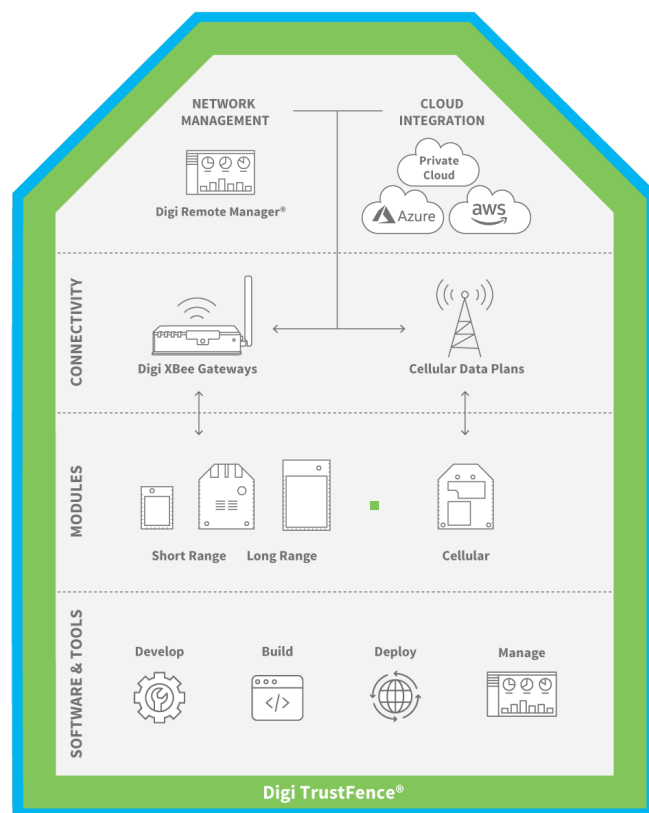 NETWORK
MANAGEMENT
CLOUD
INTEGRATION
Private
Cloud
Azure
aws
Digi Remote Manager®
CONNECTIVITY
Digi XBee Gateways
Cellular Data Plans
MODULES
Short Range
Long Range
Cellular
SOFTWARE & TOOLS
Develop
Build
Deploy
Manage
</>
Digi TrustFence®